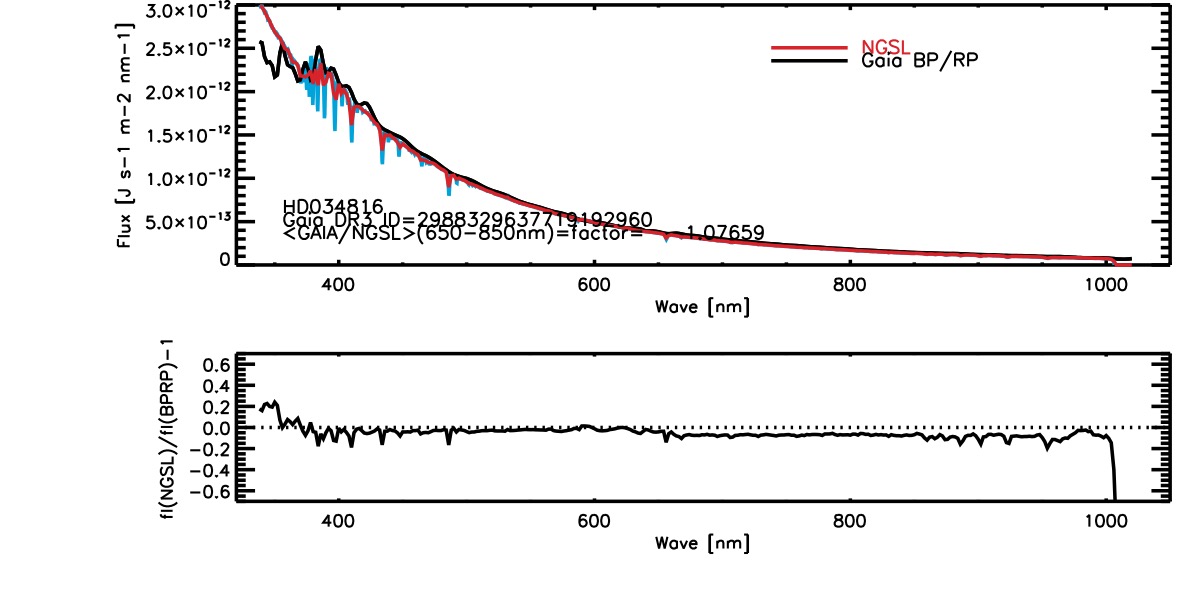 3.0×10⁻¹²
2.5×10⁻¹²
2.0×10⁻¹²
1.5×10⁻¹²
1.0×10⁻¹²
5.0×10⁻¹³
0
Flux [J s−1 m−2 nm−1]
NGSL
Gaia BP/RP
HD034816
Gaia DR3 ID=2988329637719192960
<GAIA/NGSL>(650−850nm)=factor= 1.07659
400 600 800 1000
Wave [nm]
0.6
0.4
0.2
0.0
−0.2
−0.4
−0.6
fl(NGSL)/fl(BPRP)−1
400 600 800 1000
Wave [nm]